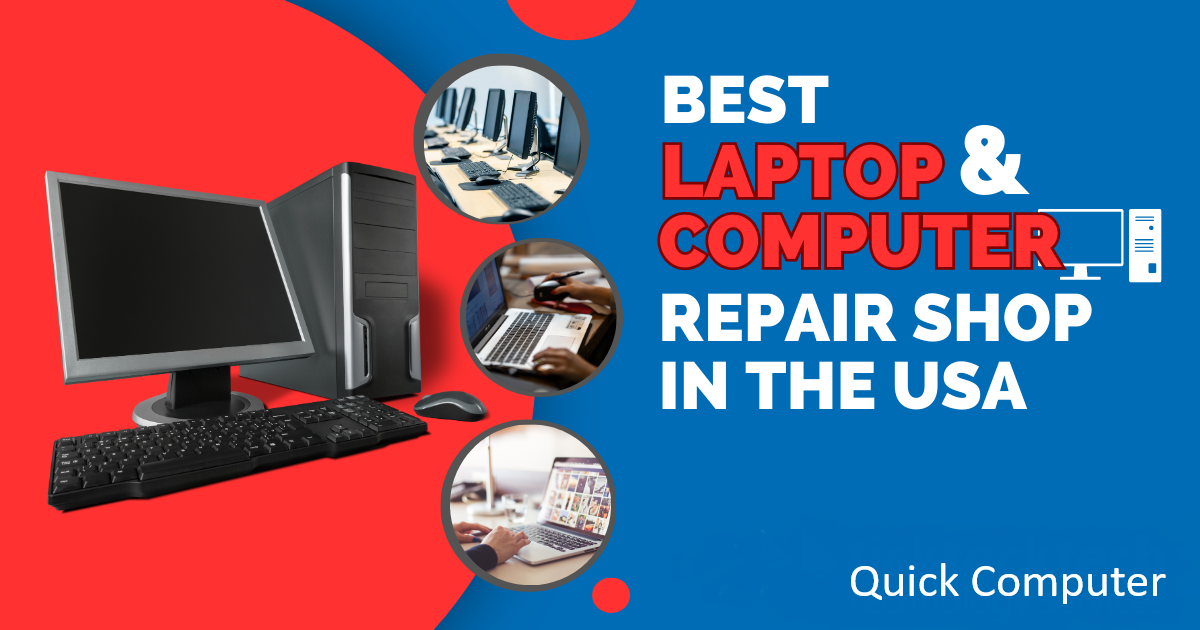 BEST
LAPTOP &
COMPUTER
REPAIR SHOP
IN THE USA
Quick Computer